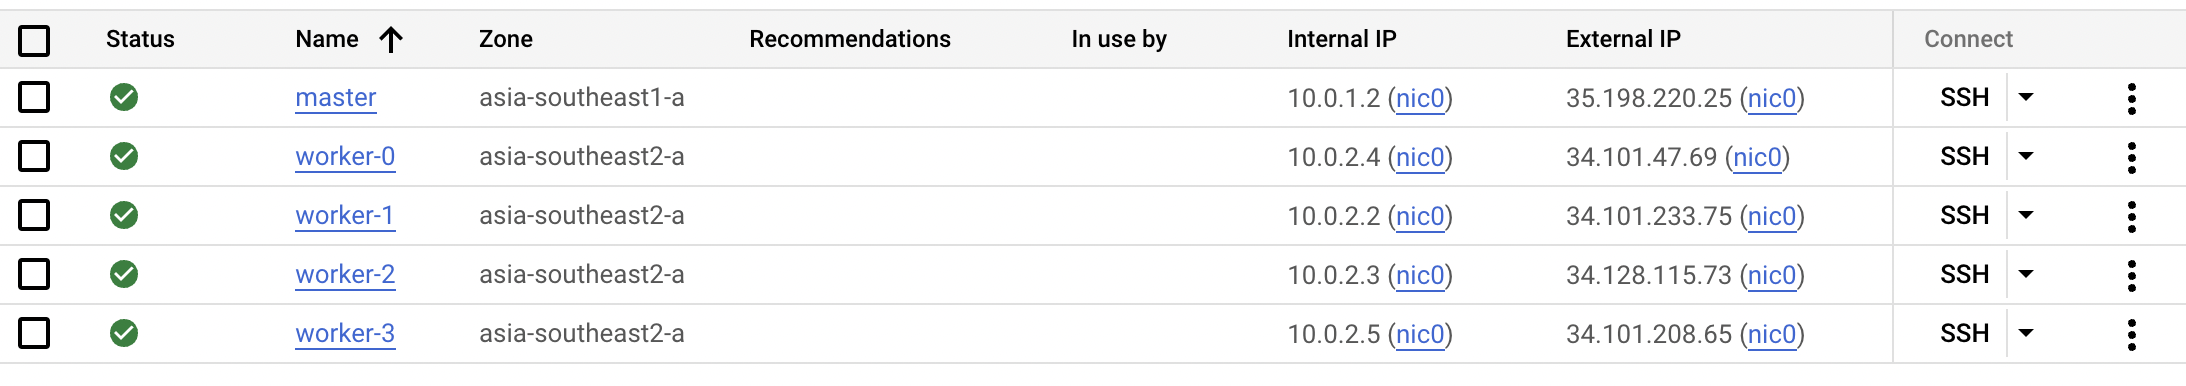 Status Name Zone Recommendations In use by Internal IP External IP Connect
master asia-southeast1-a 10.0.1.2 (nic0) 35.198.220.25 (nic0) SSH
worker-0 asia-southeast2-a 10.0.2.4 (nic0) 34.101.47.69 (nic0) SSH
worker-1 asia-southeast2-a 10.0.2.2 (nic0) 34.101.233.75 (nic0) SSH
worker-2 asia-southeast2-a 10.0.2.3 (nic0) 34.128.115.73 (nic0) SSH
worker-3 asia-southeast2-a 10.0.2.5 (nic0) 34.101.208.65 (nic0) SSH